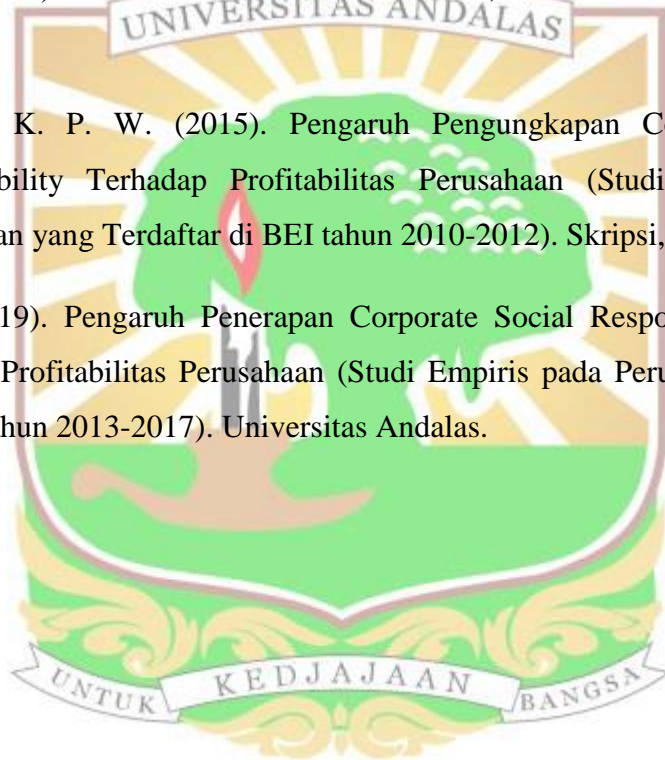 UNIVERSITAS ANDALAS
K. P. W. (2015). Pengaruh Pengungkapan C
bility Terhadap Profitabilitas Perusahaan (Studi
an yang Terdaftar di BEI tahun 2010-2012). Skripsi,
19). Pengaruh Penerapan Corporate Social Respo
Profitabilitas Perusahaan (Studi Empiris pada Peru
hun 2013-2017). Universitas Andalas.
UNTUK KEDJAJAAN BANGSA